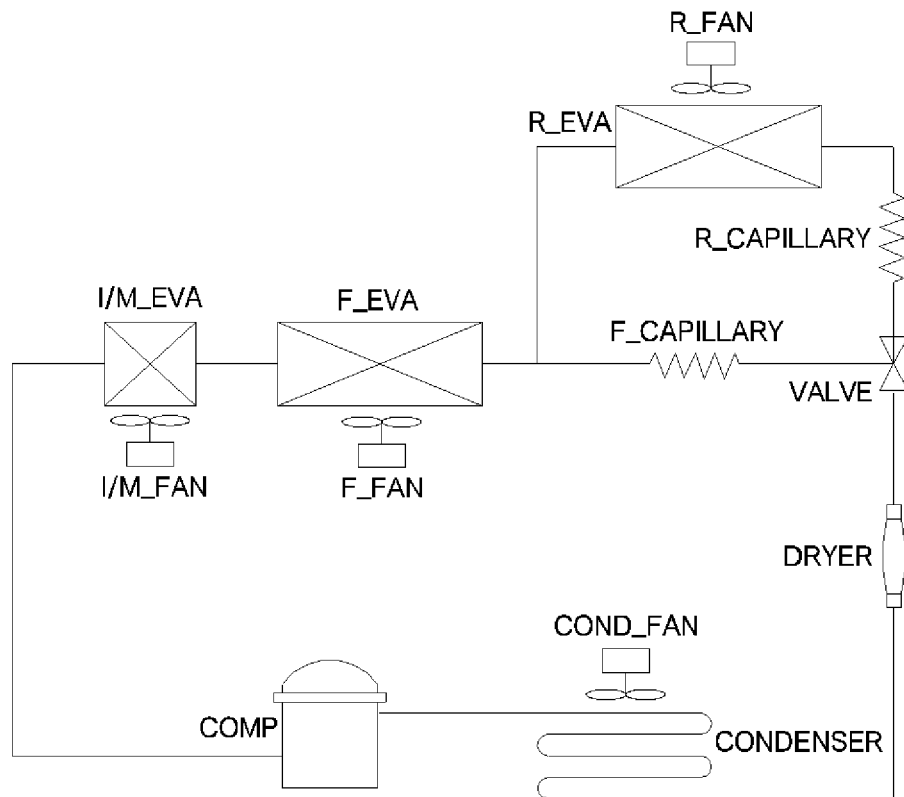 R_FAN
R_EVA
R_CAPILLARY
I/M_EVA
F_EVA
F_CAPILLARY
VALVE
I/M_FAN
F_FAN
DRYER
COND_FAN
COMP
CONDENSER